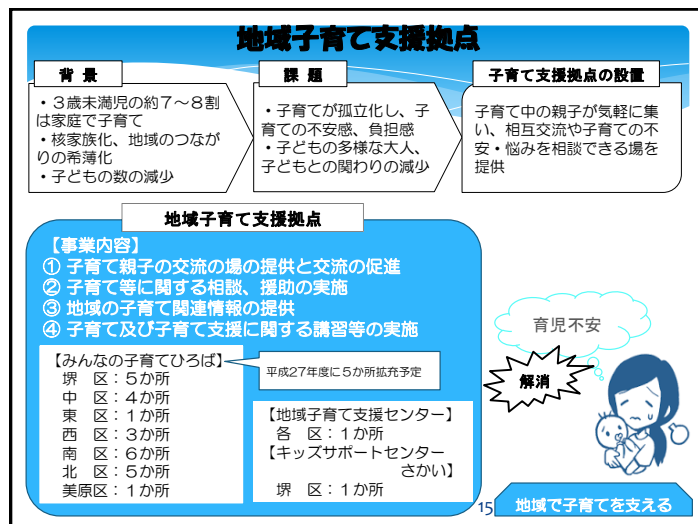 地域子育て支援拠点
背 景
・３歳未満児の約７～８割
は家庭で子育て
・核家族化、地域のつなが
りの希薄化
・子どもの数の減少
課 題
・子育てが孤立化し、子
育ての不安感、負担感
・子どもの多様な大人、
子どもとの関わりの減少
子育て支援拠点の設置
子育て中の親子が気軽に集
い、相互交流や子育ての不
安・悩みを相談できる場を
提供
地域子育て支援拠点
【事業内容】
① 子育て親子の交流の場の提供と交流の促進
② 子育て等に関する相談、援助の実施
③ 地域の子育て関連情報の提供
④ 子育て及び子育て支援に関する講習等の実施
【みんなの子育てひろば】
堺　区：５か所
中　区：４か所
東　区：１か所
西　区：３か所
南　区：６か所
北　区：５か所
美原区：１か所
平成27年度に５か所拡充予定
【地域子育て支援センター】
各　区：１か所
【キッズサポートセンター
さかい】
堺　区：１か所
育児不安
解消
15
地域で子育てを支える